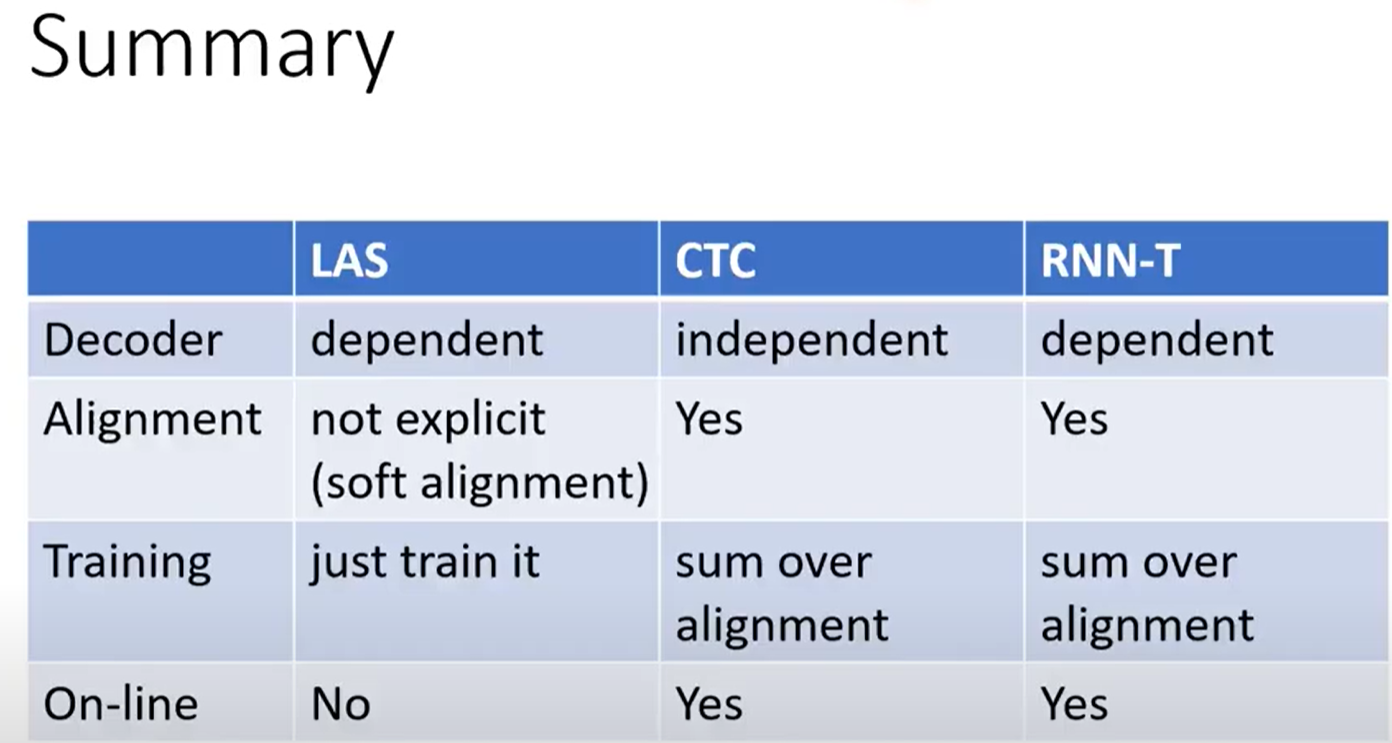 Summary
LAS CTC RNN-T
Decoder dependent independent dependent
Alignment not explicit Yes Yes
(soft alignment)
Training just train it sum over sum over
alignment alignment
On-line No Yes Yes